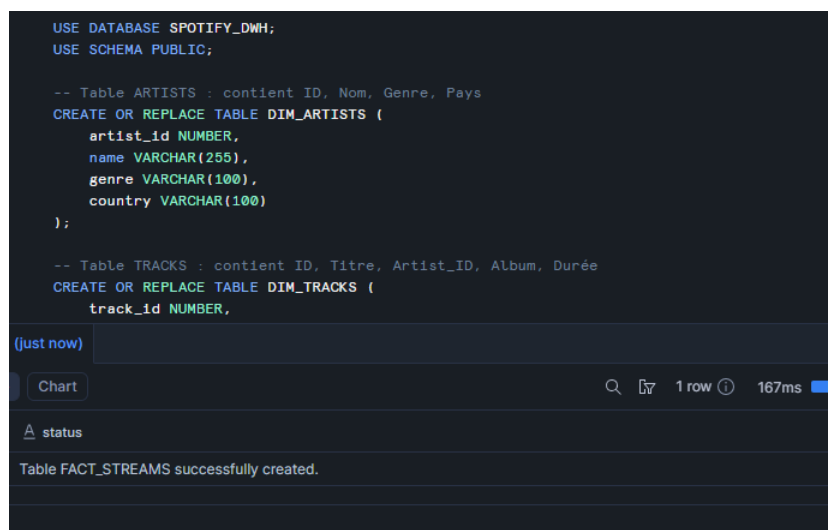 USE DATABASE SPOTIFY_DWH;
USE SCHEMA PUBLIC;
-- Table ARTISTS : contient ID, Nom, Genre, Pays
CREATE OR REPLACE TABLE DIM_ARTISTS (
artist_id NUMBER,
name VARCHAR(255),
genre VARCHAR(100),
country VARCHAR(100)
);
-- Table TRACKS : contient ID, Titre, Artist_ID, Album, Durée
CREATE OR REPLACE TABLE DIM_TRACKS (
track_id NUMBER,
(just now)
Chart 1 row 167ms
A status
Table FACT_STREAMS successfully created.